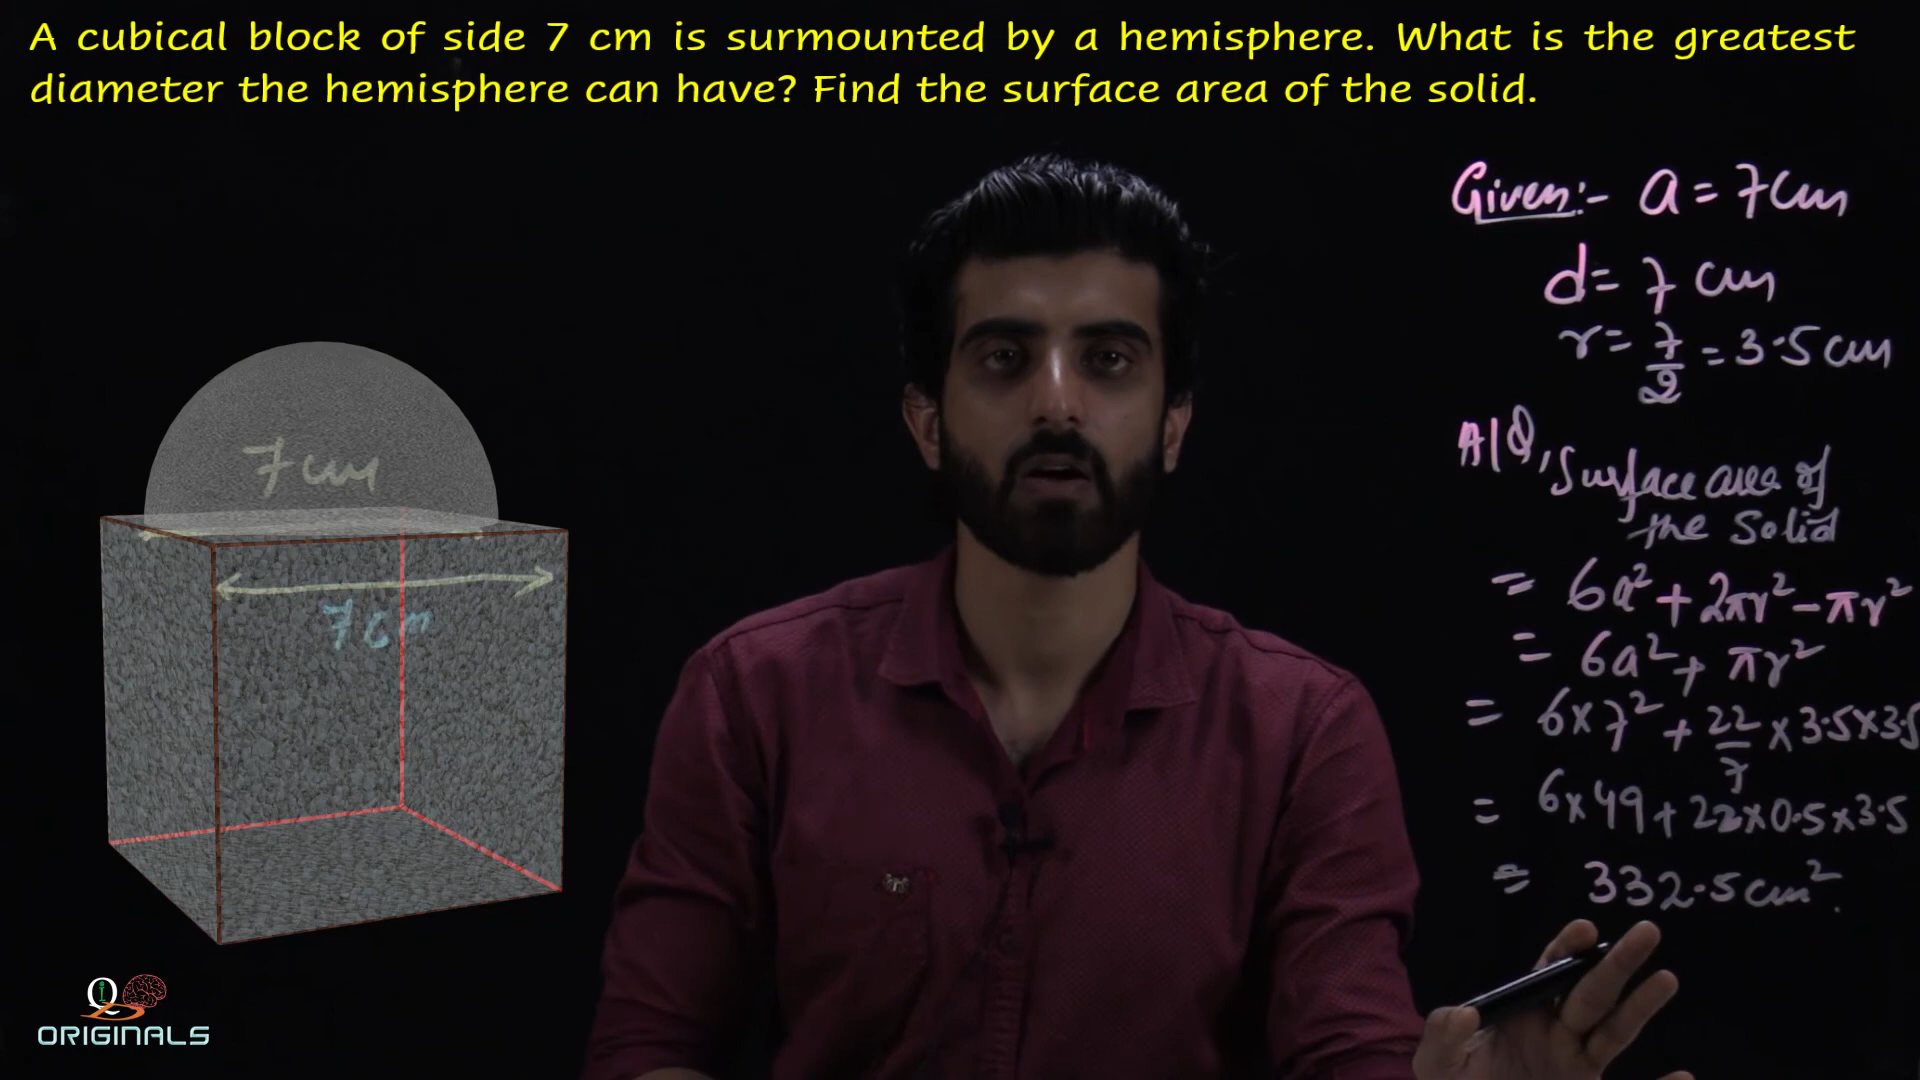 A cubical block of side 7 cm is surmounted by a hemisphere. What is the greatest
diameter the hemisphere can have? Find the surface area of the solid.
Given:- a = 7cm
d = 7 cm
r = 7/2 = 3.5 cm
A/Q, Surface area of
the Solid
= 6a² + 2πr² - πr²
= 6a² + πr²
= 6×7² + 22/7 × 3.5×3.5
= 6×49 + 22×0.5×3.5
= 332.5 cm².
7cm
7cm
QiD
ORIGINALS